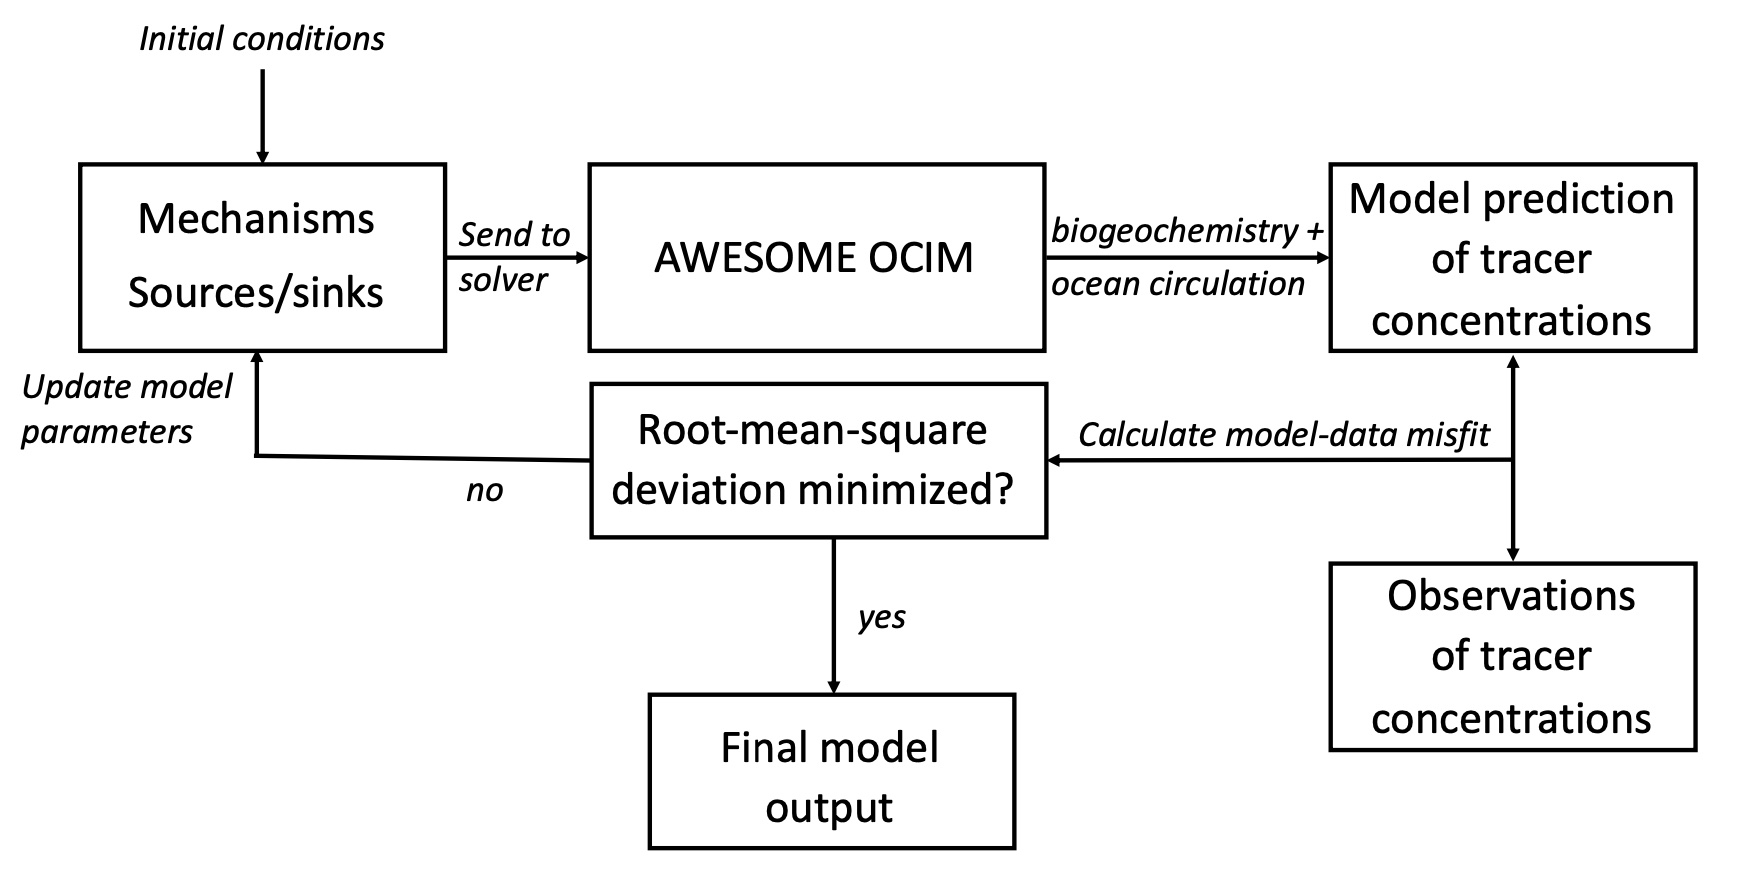 Initial conditions
Mechanisms
Sources/sinks
Send to
solver
AWESOME OCIM
biogeochemistry +
ocean circulation
Model prediction
of tracer
concentrations
Update model
parameters
no
Root-mean-square
deviation minimized?
Calculate model-data misfit
yes
Observations
of tracer
concentrations
Final model
output